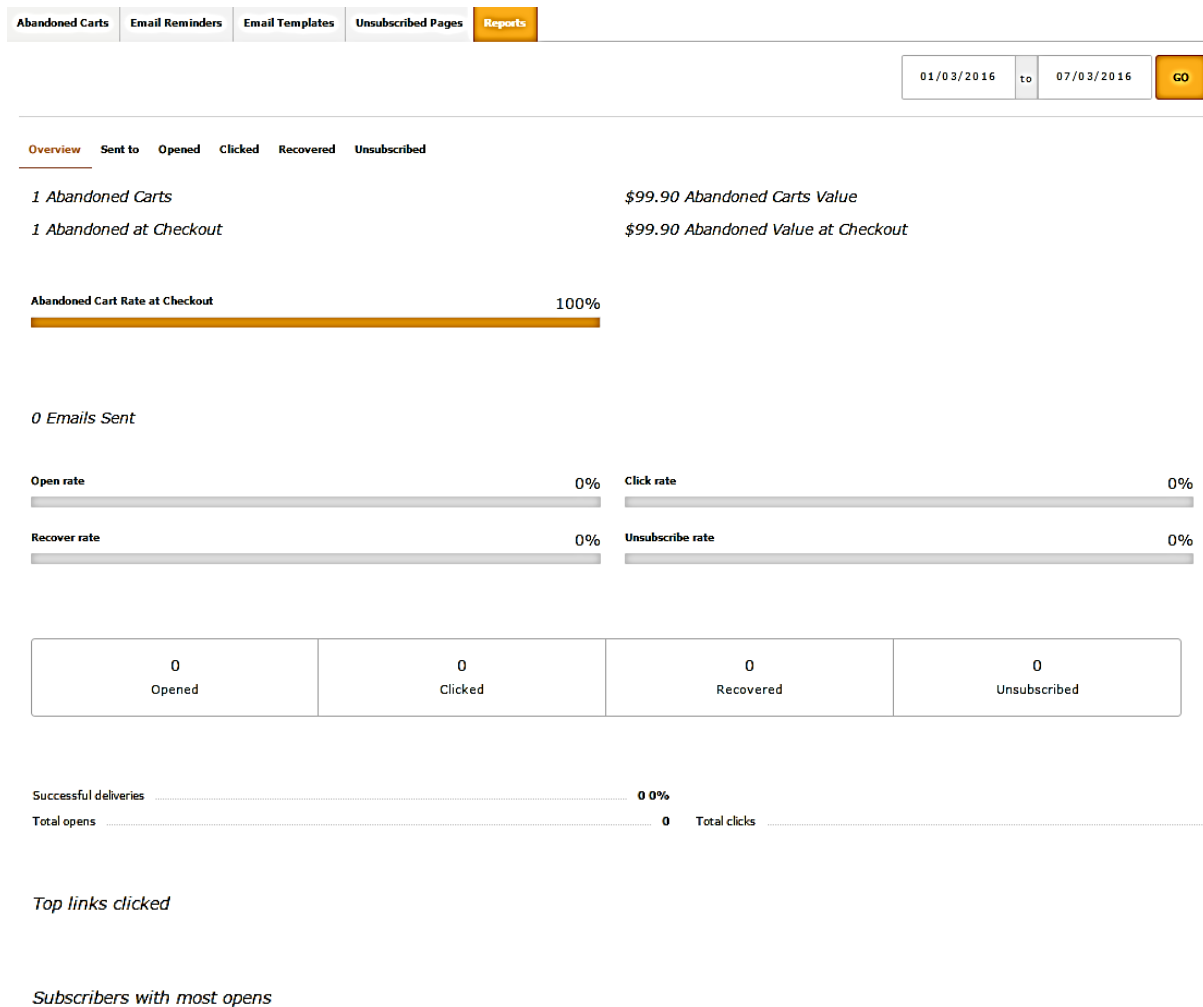 Abandoned Carts Email Reminders Email Templates Unsubscribed Pages Reports
01/03/2016 to 07/03/2016 GO
Overview Sent to Opened Clicked Recovered Unsubscribed
1 Abandoned Carts $99.90 Abandoned Carts Value
1 Abandoned at Checkout $99.90 Abandoned Value at Checkout
Abandoned Cart Rate at Checkout 100%
0 Emails Sent
Open rate 0% Click rate 0%
Recover rate 0% Unsubscribe rate 0%
0 0 0 0
Opened Clicked Recovered Unsubscribed
Successful deliveries 0 0%
Total opens 0 Total clicks
Top links clicked
Subscribers with most opens